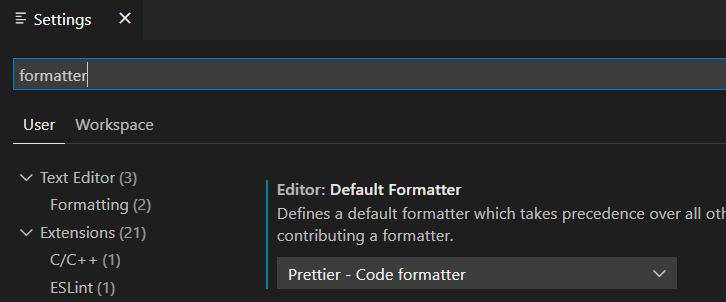 Settings
formatter
User Workspace
Text Editor (3)
Formatting (2)
Extensions (21)
C/C++ (1)
ESLint (1)
Editor: Default Formatter
Defines a default formatter which takes precedence over all
contributing a formatter.
Prettier - Code formatter